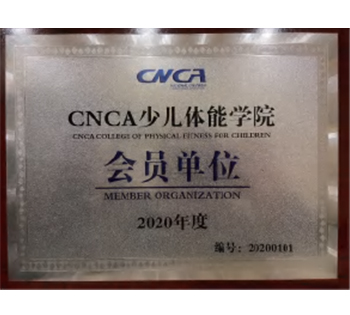 CNCA
CNCA少儿体能学院
CNCA COLLEGE OF PHYSICAL FITNESS FOR CHILDREN
会员单位
MEMBER ORGANIZATION
2020年度
编号: 20200101